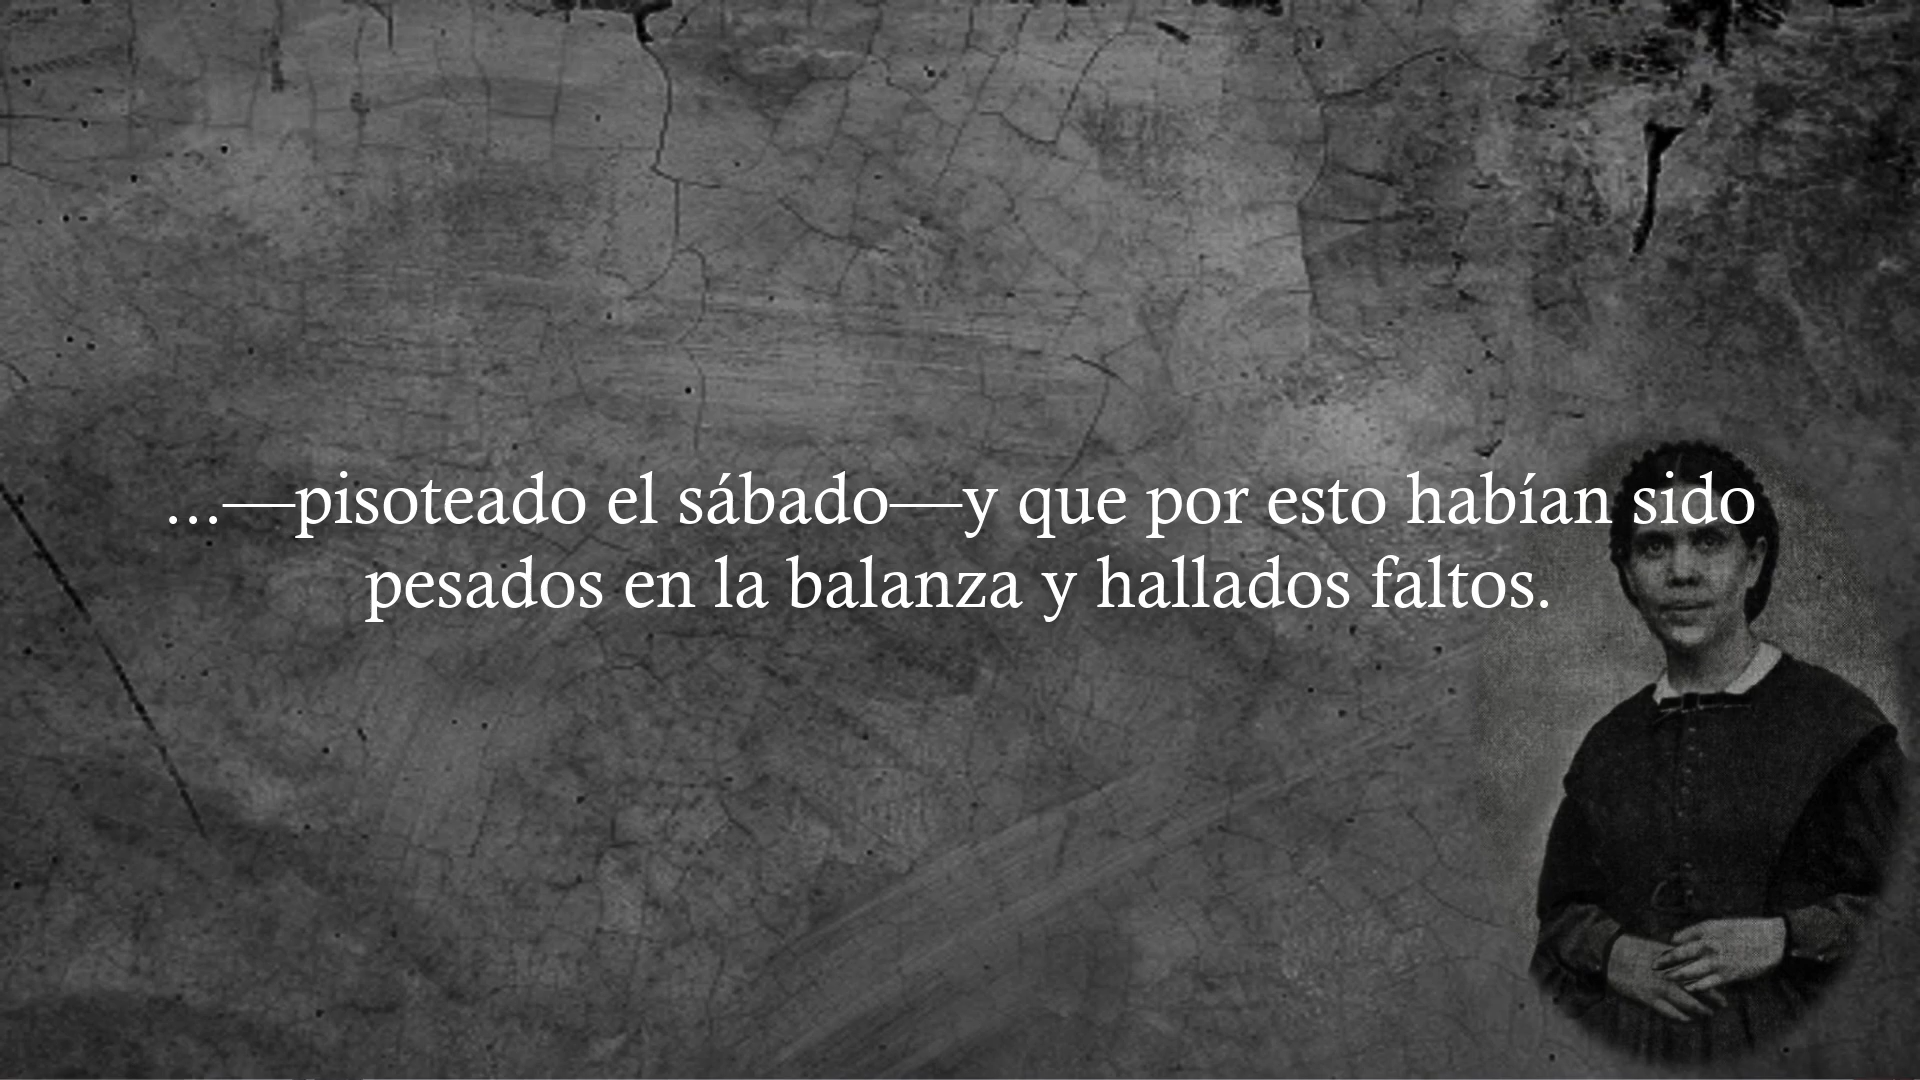 ...—pisoteado el sábado—y que por esto habían sido
pesados en la balanza y hallados faltos.